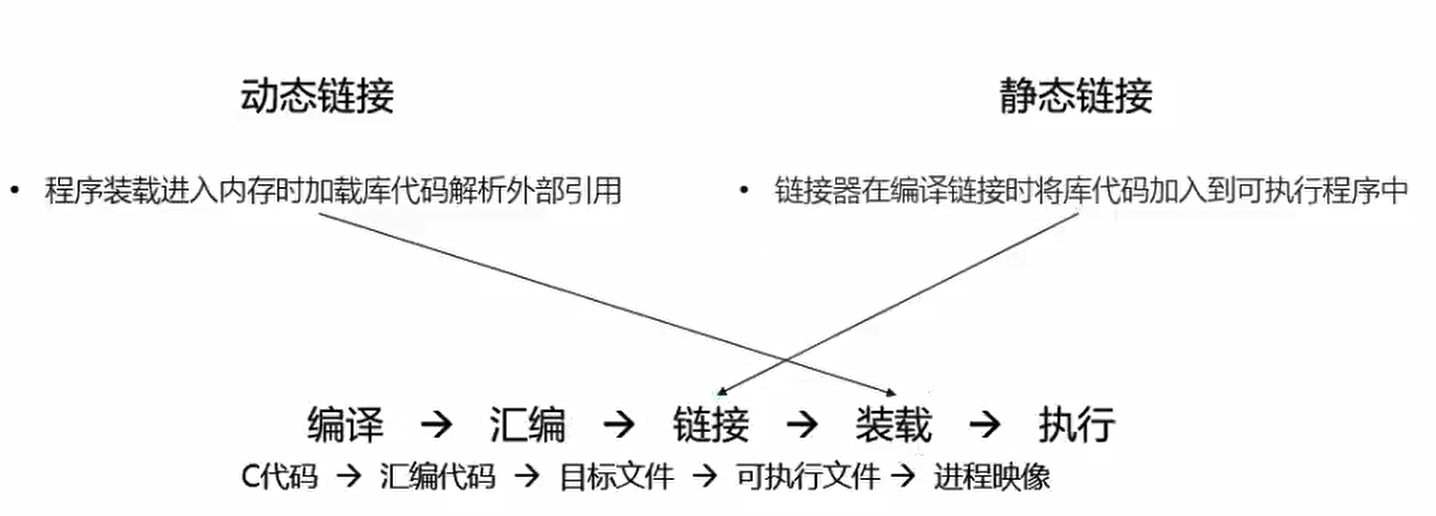 动态链接
静态链接
• 程序装载进入内存时加载库代码解析外部引用
• 链接器在编译链接时将库代码加入到可执行程序中
编译 → 汇编 → 链接 → 装载 → 执行
C代码 → 汇编代码 → 目标文件 → 可执行文件 → 进程映像